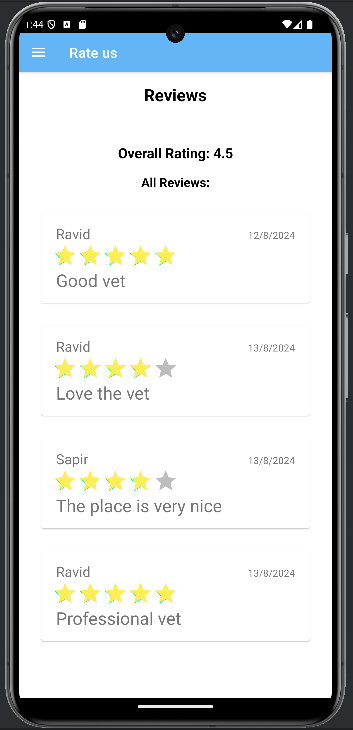 1:44
Rate us
Reviews
Overall Rating: 4.5
All Reviews:
Ravid 12/8/2024
Good vet
Ravid 13/8/2024
Love the vet
Sapir 13/8/2024
The place is very nice
Ravid 13/8/2024
Professional vet